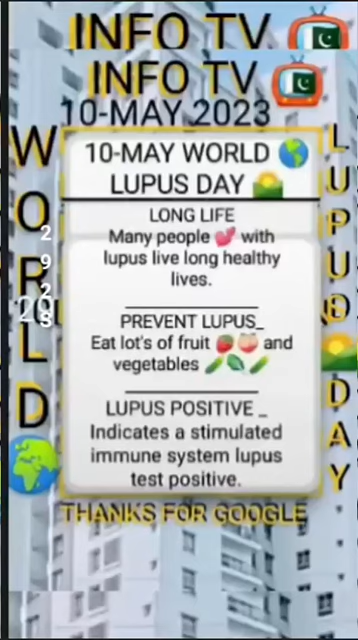 INFO TV
INFO TV
10-MAY 2023
WORLD
10-MAY WORLD 🌎
LUPUS DAY 🌄
LONG LIFE
Many people 💕 with
lupus live long healthy
lives.
PREVENT LUPUS_
Eat lot's of fruit 🍓🍑 and
vegetables 🥒🍃🥒
LUPUS POSITIVE _
Indicates a stimulated
immune system lupus
test positive.
LUPUS
DAY
THANKS FOR GOOGLE